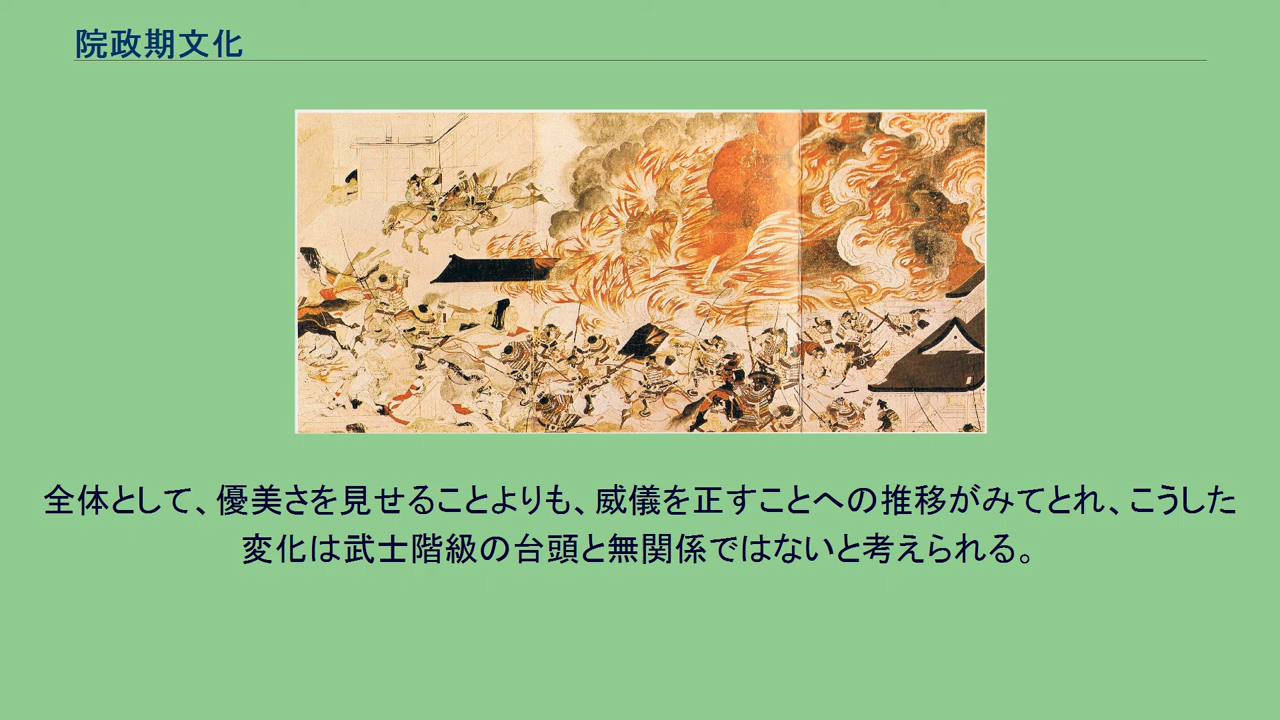 院政期文化
全体として、優美さを見せることよりも、威儀を正すことへの推移がみてとれ、こうした
変化は武士階級の台頭と無関係ではないと考えられる。